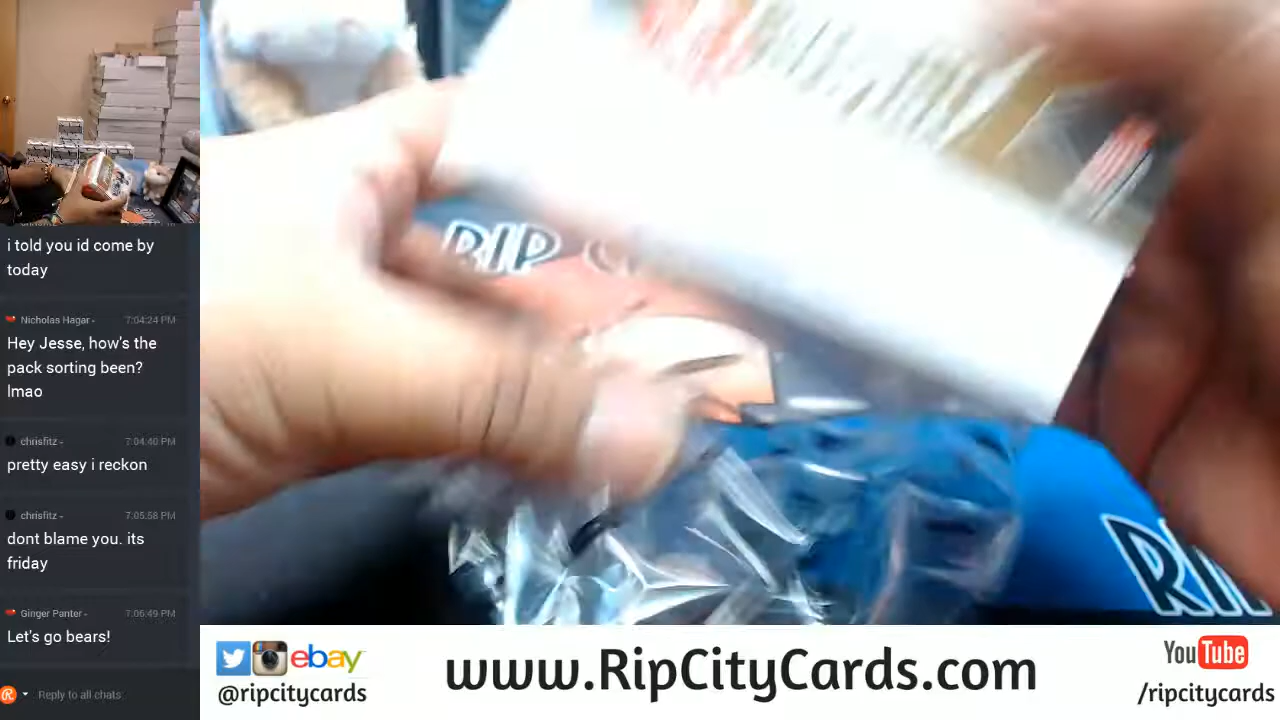 i told you id come by
today
Nicholas Hagar - 7:04:24 PM
Hey Jesse, how's the
pack sorting been?
lmao
chrisfitz - 7:04:40 PM
pretty easy i reckon
chrisfitz - 7:05:58 PM
dont blame you. its
friday
Ginger Panter - 7:06:49 PM
Let's go bears!
Reply to all chats
RIP
RIP
ebay
@ripcitycards
www.RipCityCards.com
YouTube
/ripcitycards